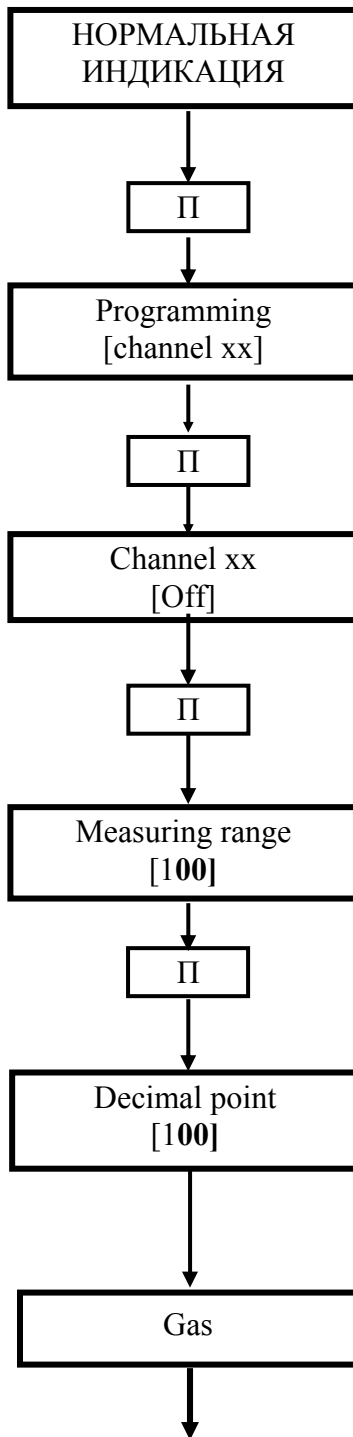 НОРМАЛЬНАЯ
ИНДИКАЦИЯ
П
Programming
[channel xx]
П
Channel xx
[Off]
П
Measuring range
[100]
П
Decimal point
[100]
Gas